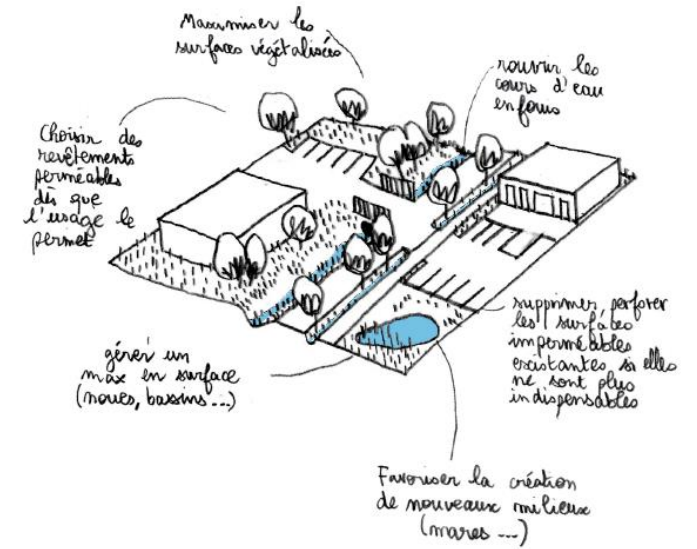 Maximiser les
surfaces végétalisées
rouvrir les
cours d'eau
enfouis
Choisir des
revêtements
perméables
dès que
l'usage le
permet
supprimer, perforer
les surfaces
imperméables
existantes si elles
ne sont plus
indispensables
gérer un
max en surface
(noues, bassins...)
Favoriser la création
de nouveaux milieux
(mares ...)